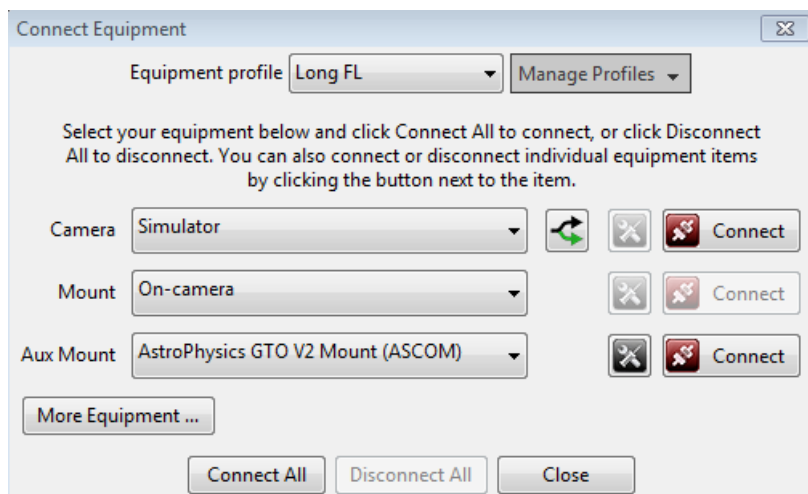 Connect Equipment
Equipment profile Long FL Manage Profiles
Select your equipment below and click Connect All to connect, or click Disconnect
All to disconnect. You can also connect or disconnect individual equipment items
by clicking the button next to the item.
Camera Simulator Connect
Mount On-camera Connect
Aux Mount AstroPhysics GTO V2 Mount (ASCOM) Connect
More Equipment ...
Connect All Disconnect All Close